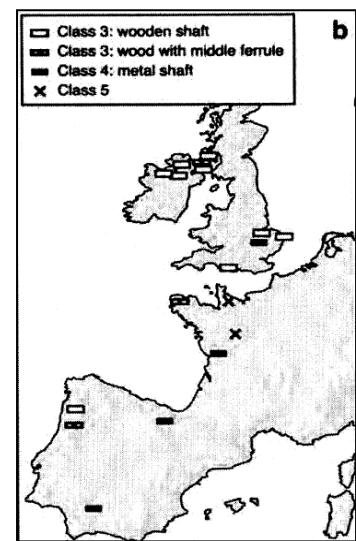 Class 3: wooden shaft
Class 3: wood with middle ferrule
Class 4: metal shaft
Class 5
b